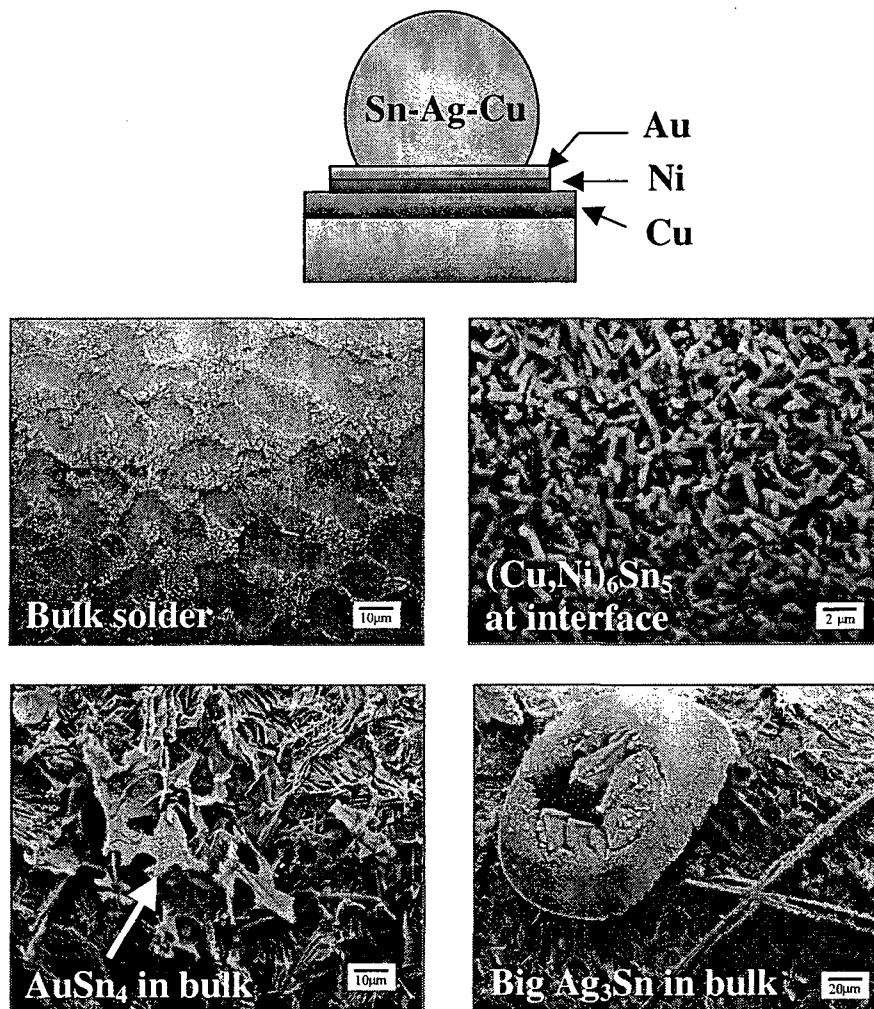 Sn-Ag-Cu
Au
Ni
Cu
Bulk solder
10μm
(Cu,Ni)₆Sn₅
at interface
2 μm
AuSn₄ in bulk
10μm
Big Ag₃Sn in bulk
20μm